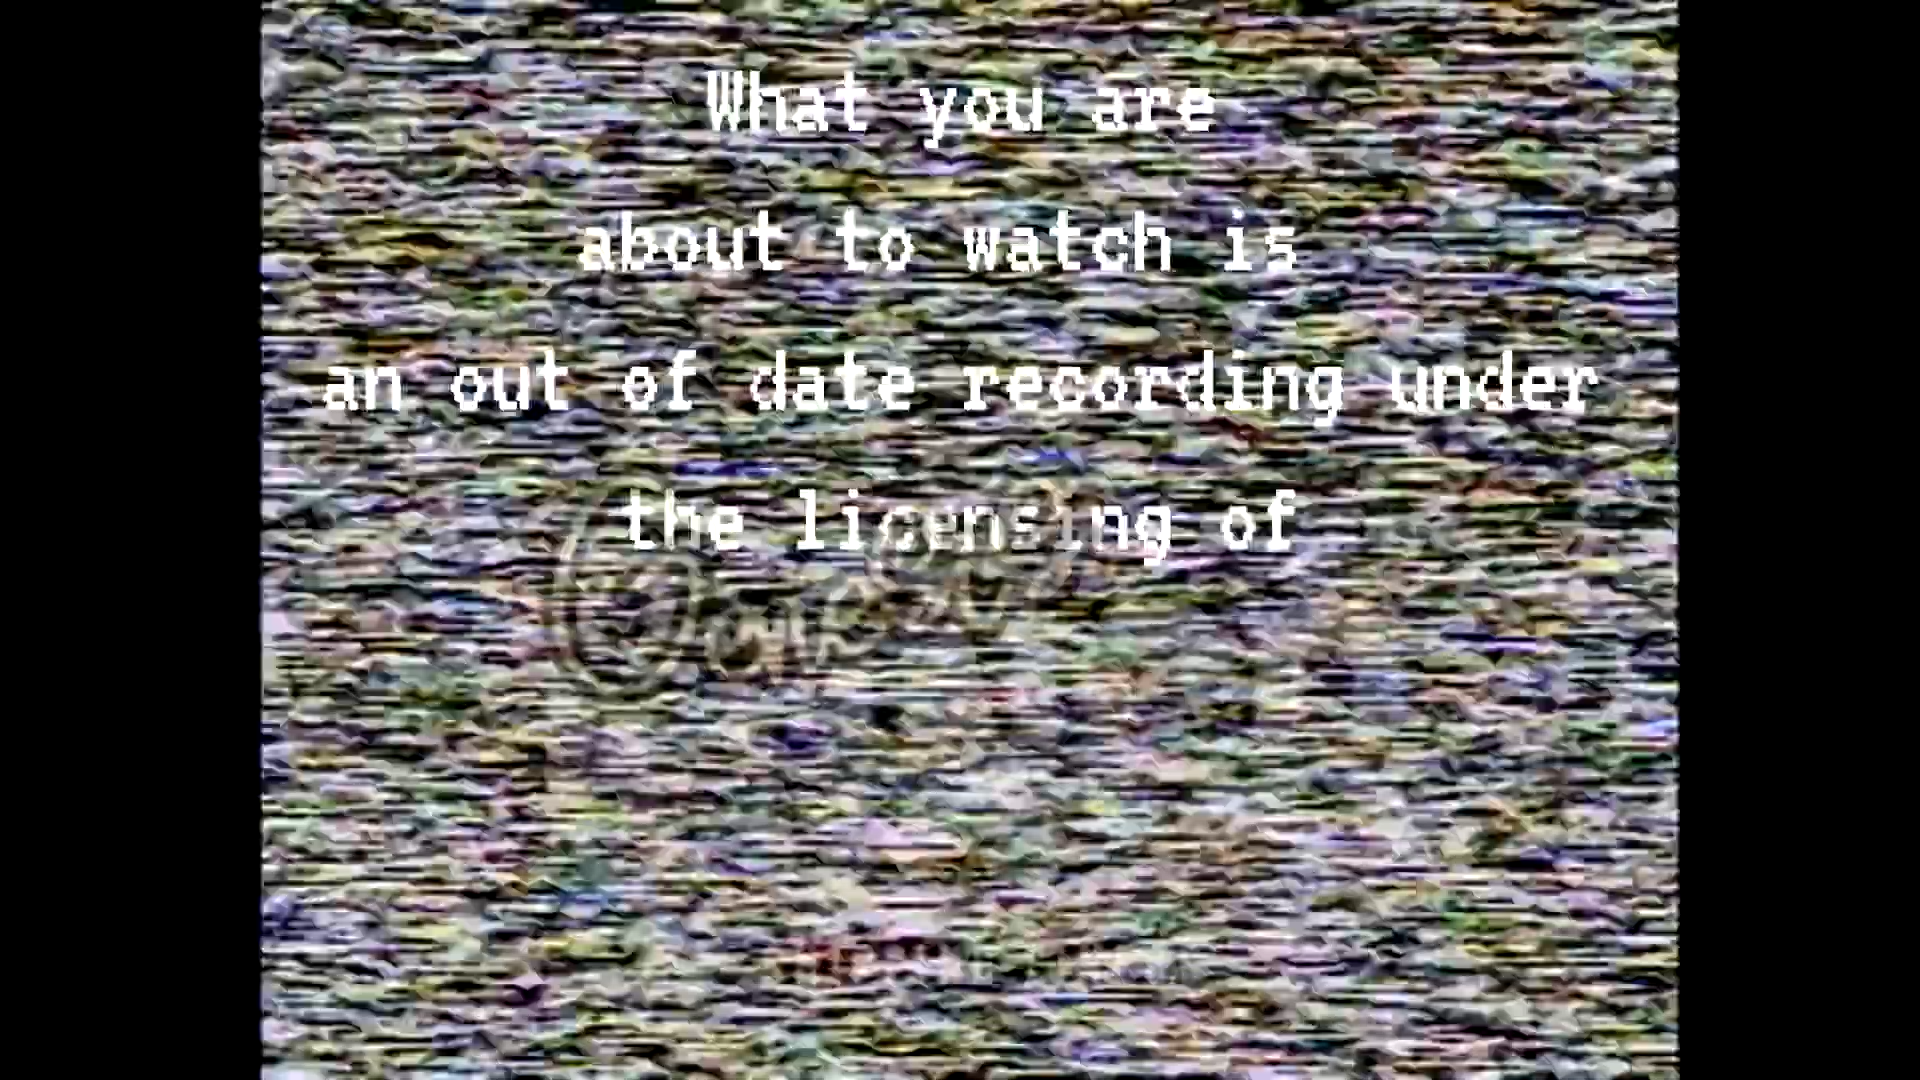 What you are
about to watch is
an out of date recording under
the licensing of